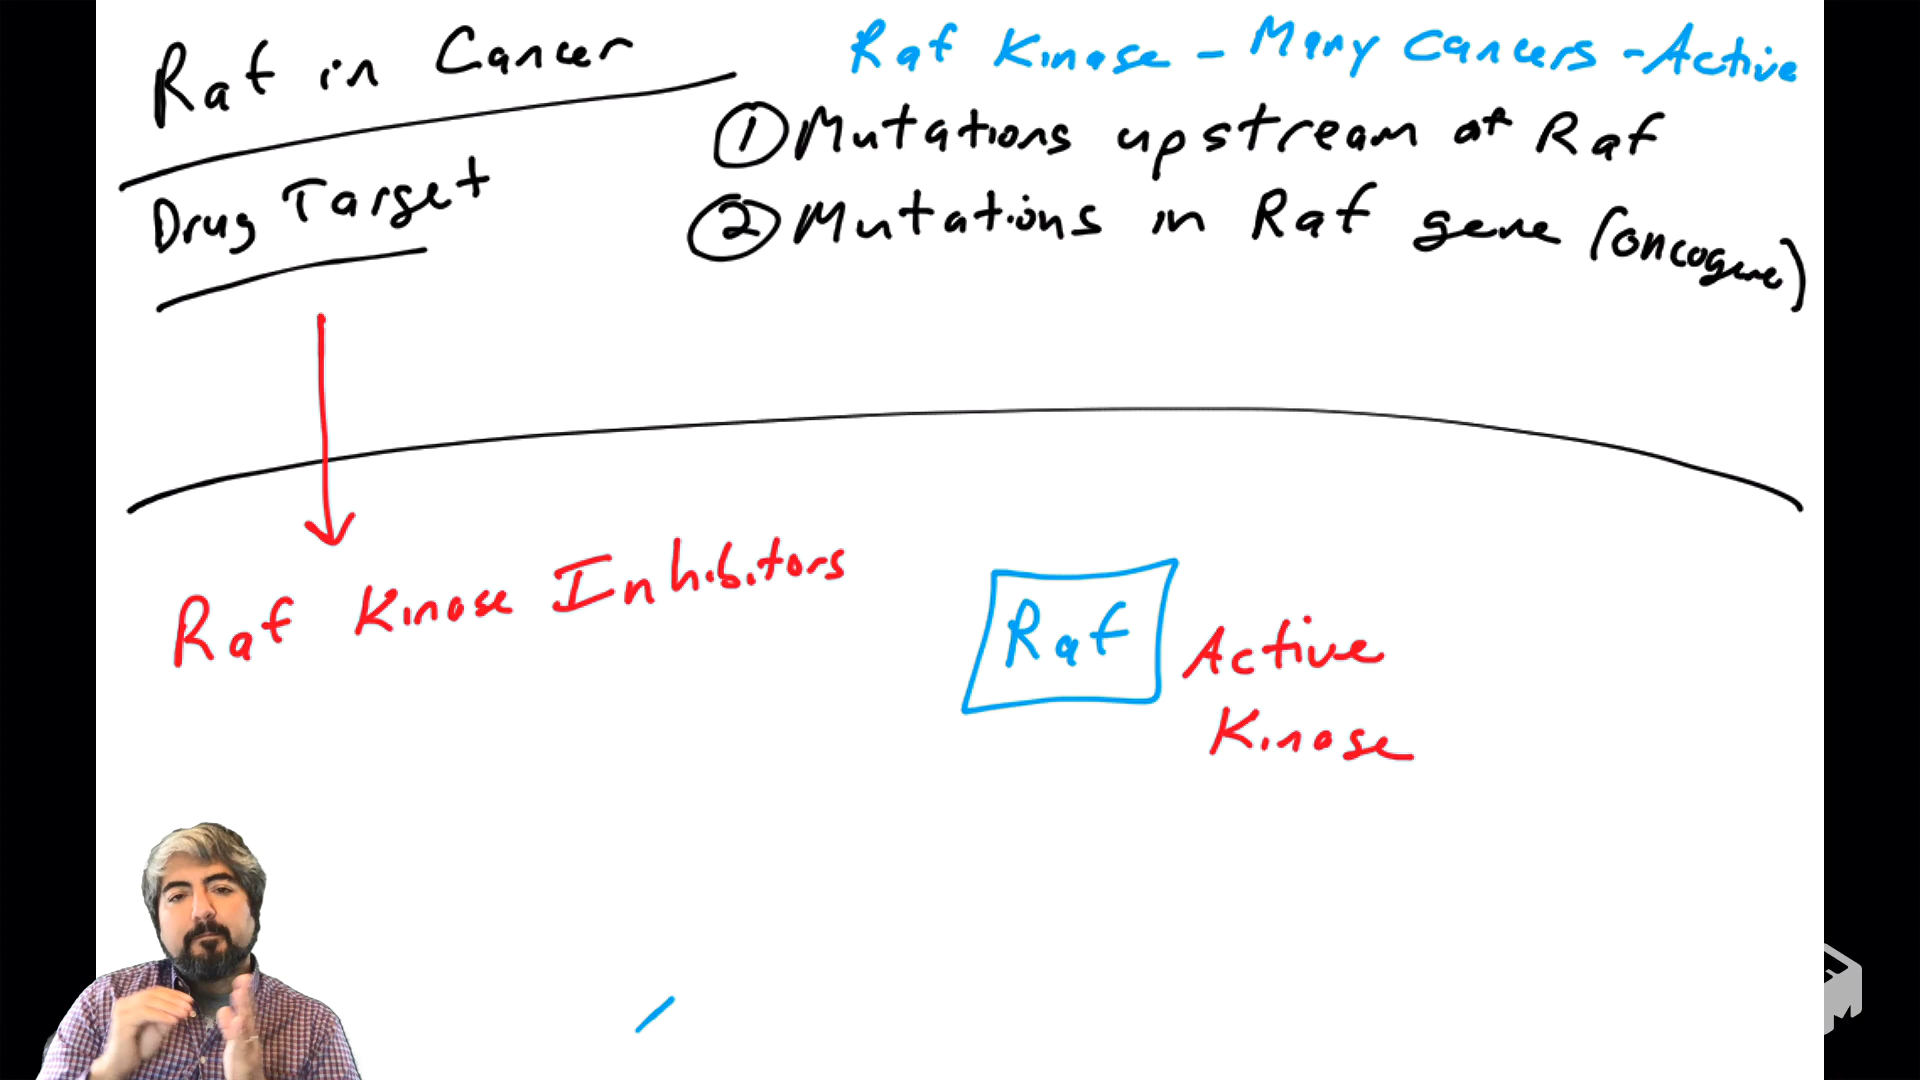 Raf in Cancer
Drug Target
Raf Kinase - Many Cancers - Active
① Mutations upstream of Raf
② Mutations in Raf gene (oncogene)
Raf Kinase Inhibitors
Raf
Active
Kinase